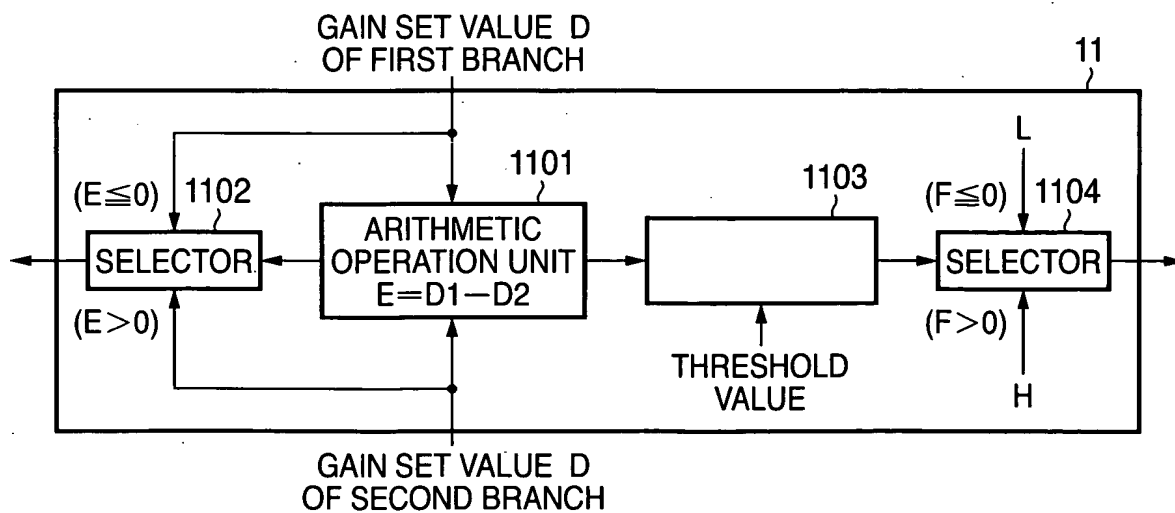 GAIN SET VALUE D
OF FIRST BRANCH
11
L
1101
1102
1103
1104
(E≦0)
(F≦0)
SELECTOR
ARITHMETIC
OPERATION UNIT
E=D1-D2
SELECTOR
(E>0)
(F>0)
THRESHOLD
VALUE
H
GAIN SET VALUE D
OF SECOND BRANCH